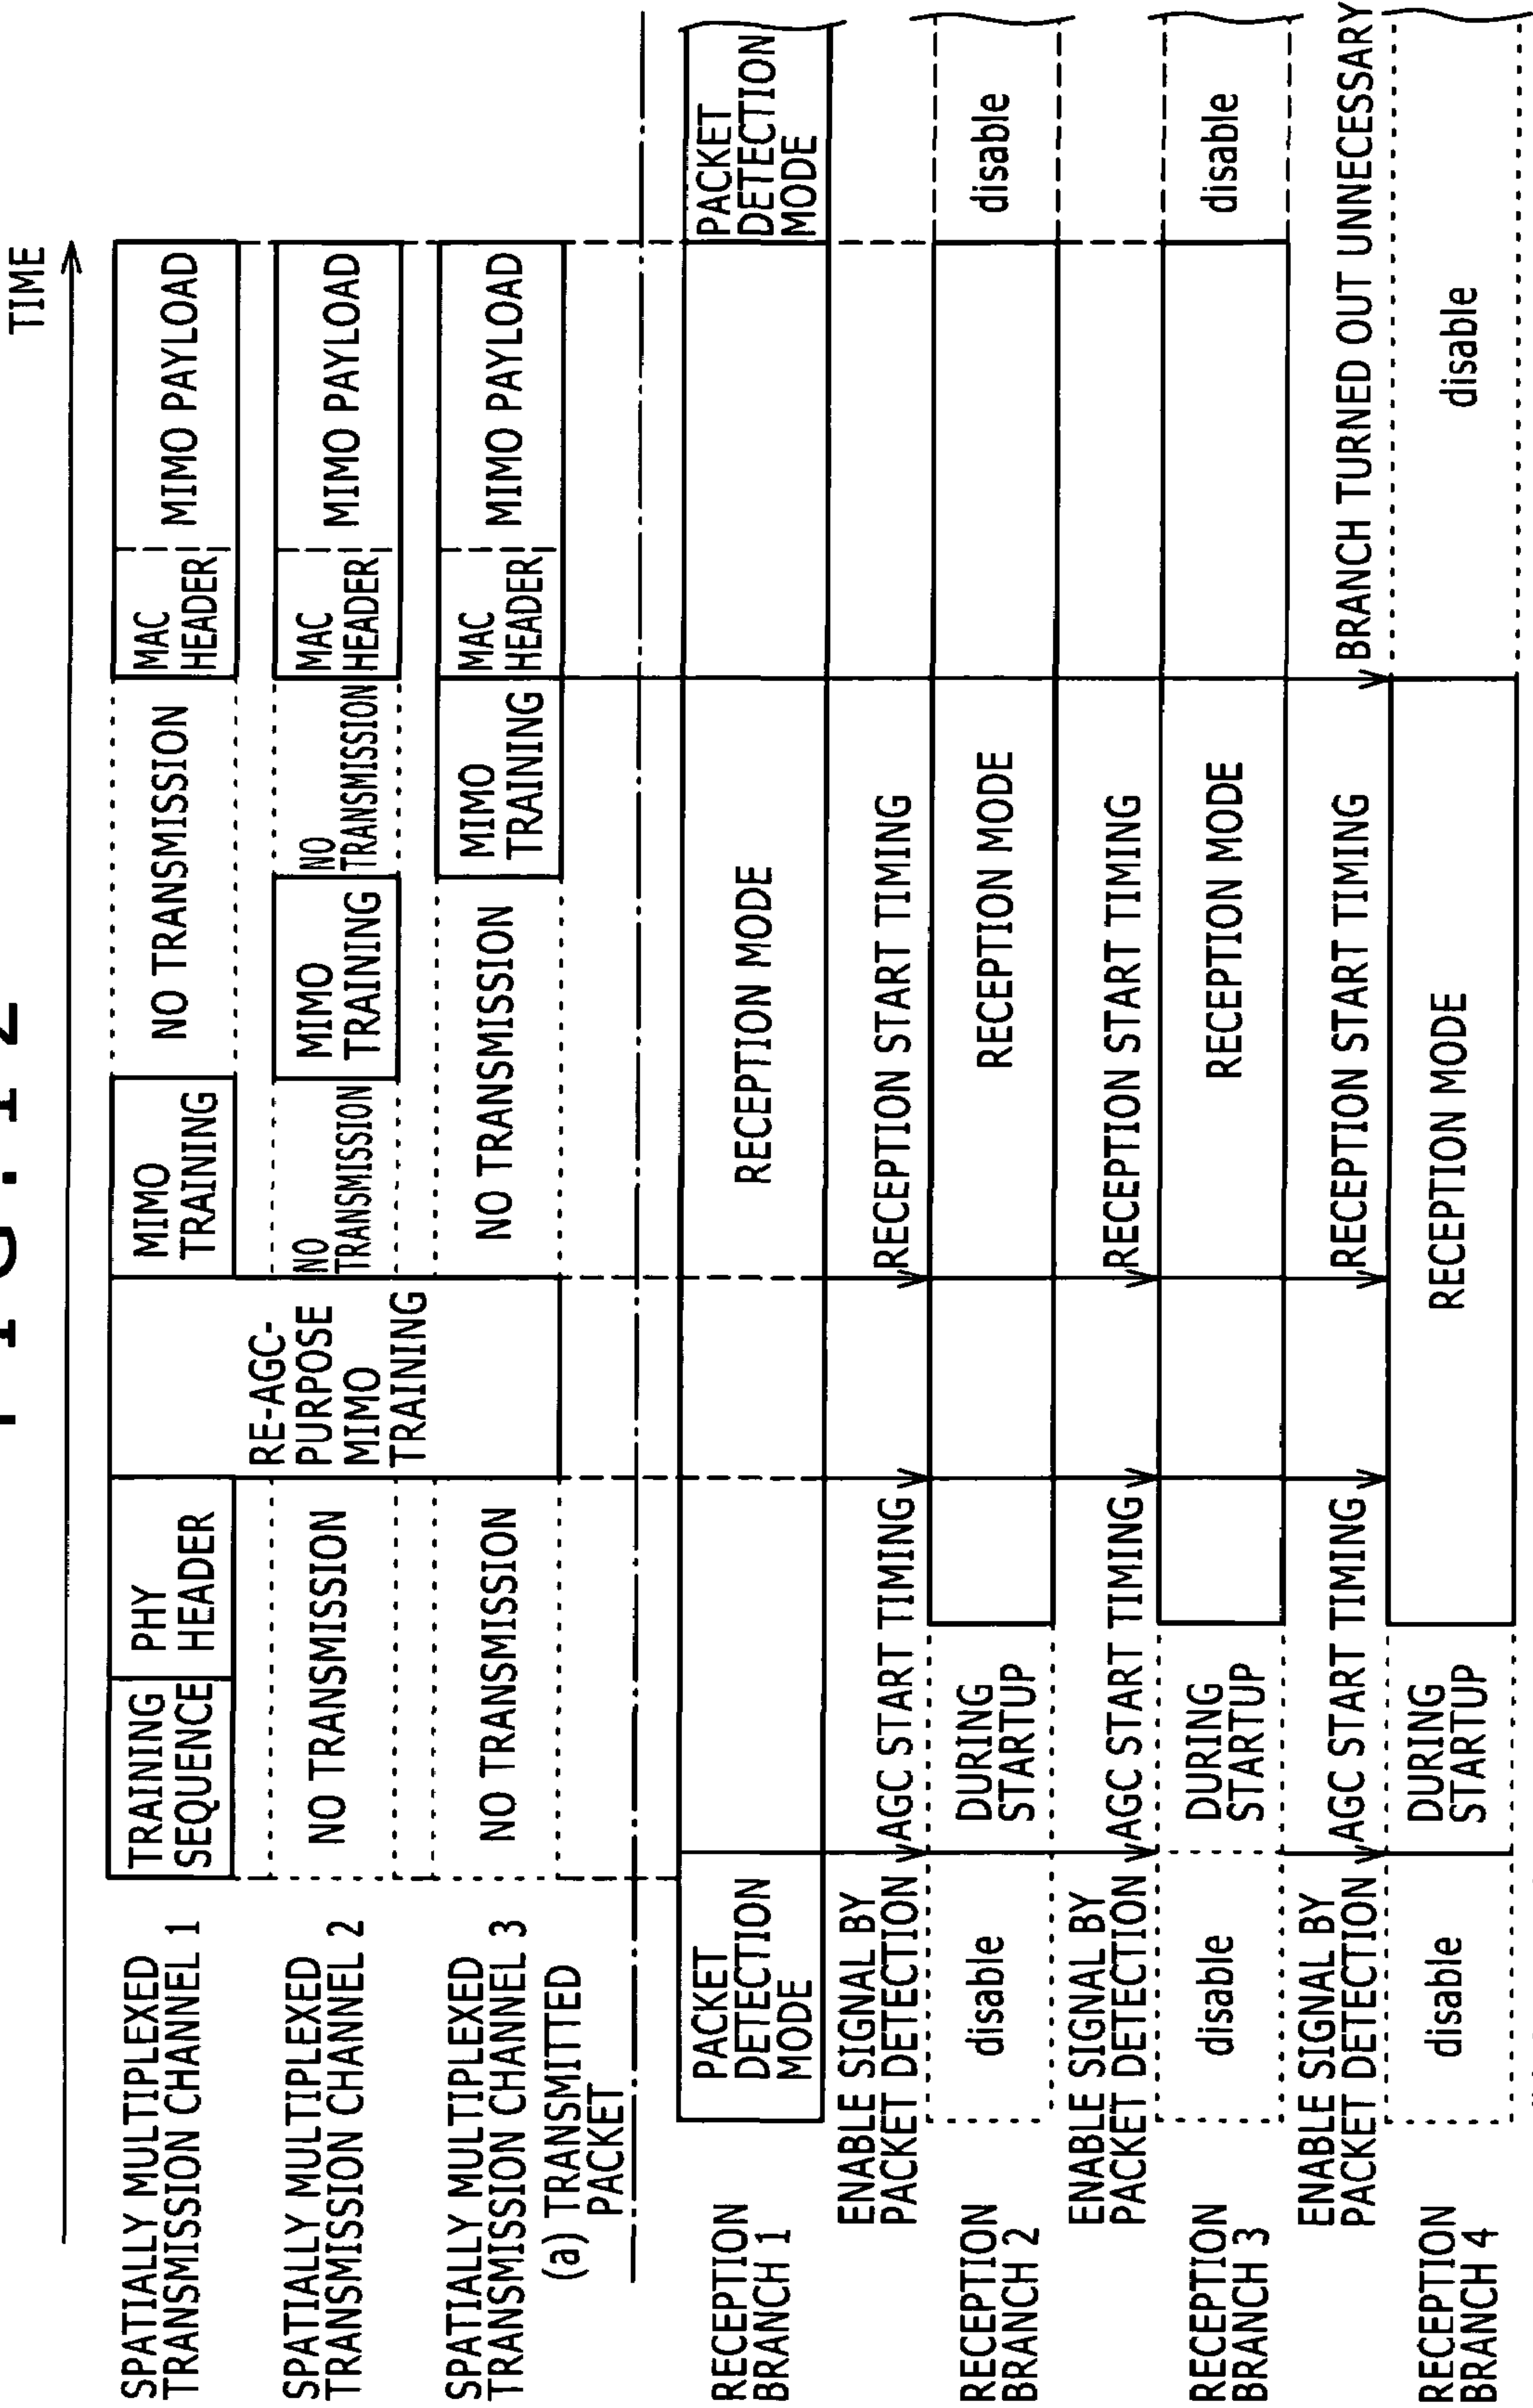 FIG. 12
TIME
SPATIALLY MULTIPLEXED
TRANSMISSION CHANNEL 1
TRAINING
SEQUENCE
PHY
HEADER
RE-AGC-
PURPOSE
MIMO
TRAINING
MIMO
TRAINING
NO TRANSMISSION
MAC
HEADER
MIMO PAYLOAD
SPATIALLY MULTIPLEXED
TRANSMISSION CHANNEL 2
NO TRANSMISSION
NO
TRANSMISSION
MIMO
TRAINING
NO
TRANSMISSION
MAC
HEADER
MIMO PAYLOAD
SPATIALLY MULTIPLEXED
TRANSMISSION CHANNEL 3
NO TRANSMISSION
NO TRANSMISSION
MIMO
TRAINING
MAC
HEADER
MIMO PAYLOAD
(a) TRANSMITTED
PACKET
RECEPTION
BRANCH 1
PACKET
DETECTION
MODE
RECEPTION MODE
PACKET
DETECTION
MODE
ENABLE SIGNAL BY
PACKET DETECTION
AGC START TIMING
RECEPTION START TIMING
RECEPTION
BRANCH 2
disable
DURING
STARTUP
RECEPTION MODE
disable
ENABLE SIGNAL BY
PACKET DETECTION
AGC START TIMING
RECEPTION START TIMING
RECEPTION
BRANCH 3
disable
DURING
STARTUP
RECEPTION MODE
disable
ENABLE SIGNAL BY
PACKET DETECTION
AGC START TIMING
RECEPTION START TIMING
BRANCH TURNED OUT UNNECESSARY
RECEPTION
BRANCH 4
disable
DURING
STARTUP
RECEPTION MODE
disable